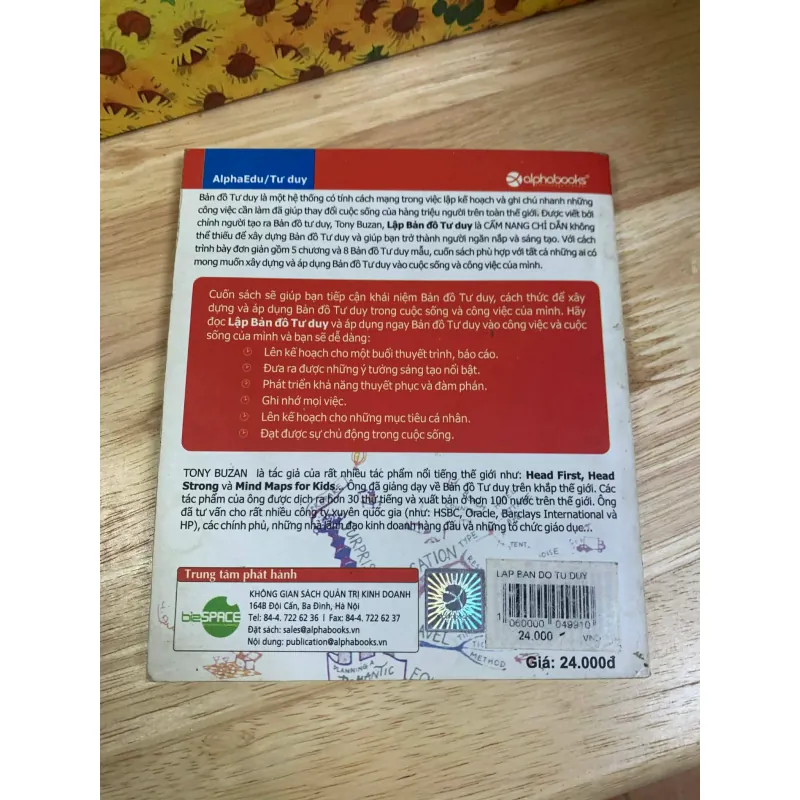 AlphaEdu/Tư duy
alphabooks
Bản đồ Tư duy là một hệ thống có tính cách mạng trong việc lập kế hoạch và ghi chú nhanh những
công việc cần làm đã giúp thay đổi cuộc sống của hàng triệu người trên toàn thế giới. Được viết bởi
chính người tạo ra Bản đồ tư duy, Tony Buzan, Lập Bản đồ Tư duy là CẨM NANG CHỈ DẪN không
thể thiếu để xây dựng Bản đồ Tư duy và giúp bạn trở thành người ngăn nắp và sáng tạo. Với cách
trình bày đơn giản gồm 5 chương và 8 Bản đồ Tư duy mẫu, cuốn sách phù hợp với tất cả những ai có
mong muốn xây dựng và áp dụng Bản đồ Tư duy vào cuộc sống và công việc của mình.
Cuốn sách sẽ giúp bạn tiếp cận khái niệm Bản đồ Tư duy, cách thức để xây
dựng và áp dụng Bản đồ Tư duy trong cuộc sống và công việc của mình. Hãy
đọc Lập Bản đồ Tư duy và áp dụng ngay Bản đồ Tư duy vào công việc và cuộc
sống của mình và bạn sẽ dễ dàng:
Lên kế hoạch cho một buổi thuyết trình, báo cáo.
Đưa ra được những ý tưởng sáng tạo nổi bật.
Phát triển khả năng thuyết phục và đàm phán.
Ghi nhớ mọi việc.
Lên kế hoạch cho những mục tiêu cá nhân.
Đạt được sự chủ động trong cuộc sống.
TONY BUZAN là tác giả của rất nhiều tác phẩm nổi tiếng thế giới như: Head First, Head
Strong và Mind Maps for Kids... Ông đã giảng dạy về Bản đồ Tư duy trên khắp thế giới. Các
tác phẩm của ông được dịch ra hơn 30 thứ tiếng và xuất bản ở hơn 100 nước trên thế giới. Ông
đã tư vấn cho rất nhiều công ty xuyên quốc gia (như: HSBC, Oracle, Barclays International và
HP), các chính phủ, những nhà lãnh đạo kinh doanh hàng đầu và những tổ chức giáo dục...
SURPRISE
TYPE
TENT
Trung tâm phát hành
bizSPACE
KHÔNG GIAN SÁCH QUẢN TRỊ KINH DOANH
164B Đội Cấn, Ba Đình, Hà Nội
Tel: 84-4. 722 62 36 | Fax: 84-4. 722 62 37
Đặt sách: sales@alphabooks.vn
Nội dung: publication@alphabooks.vn
LAP BAN DO TU DUY
1 060000 049910
24.000
TRAVEL
METHOD
PLANNING A
ROMANTIC
Giá: 24.000đ